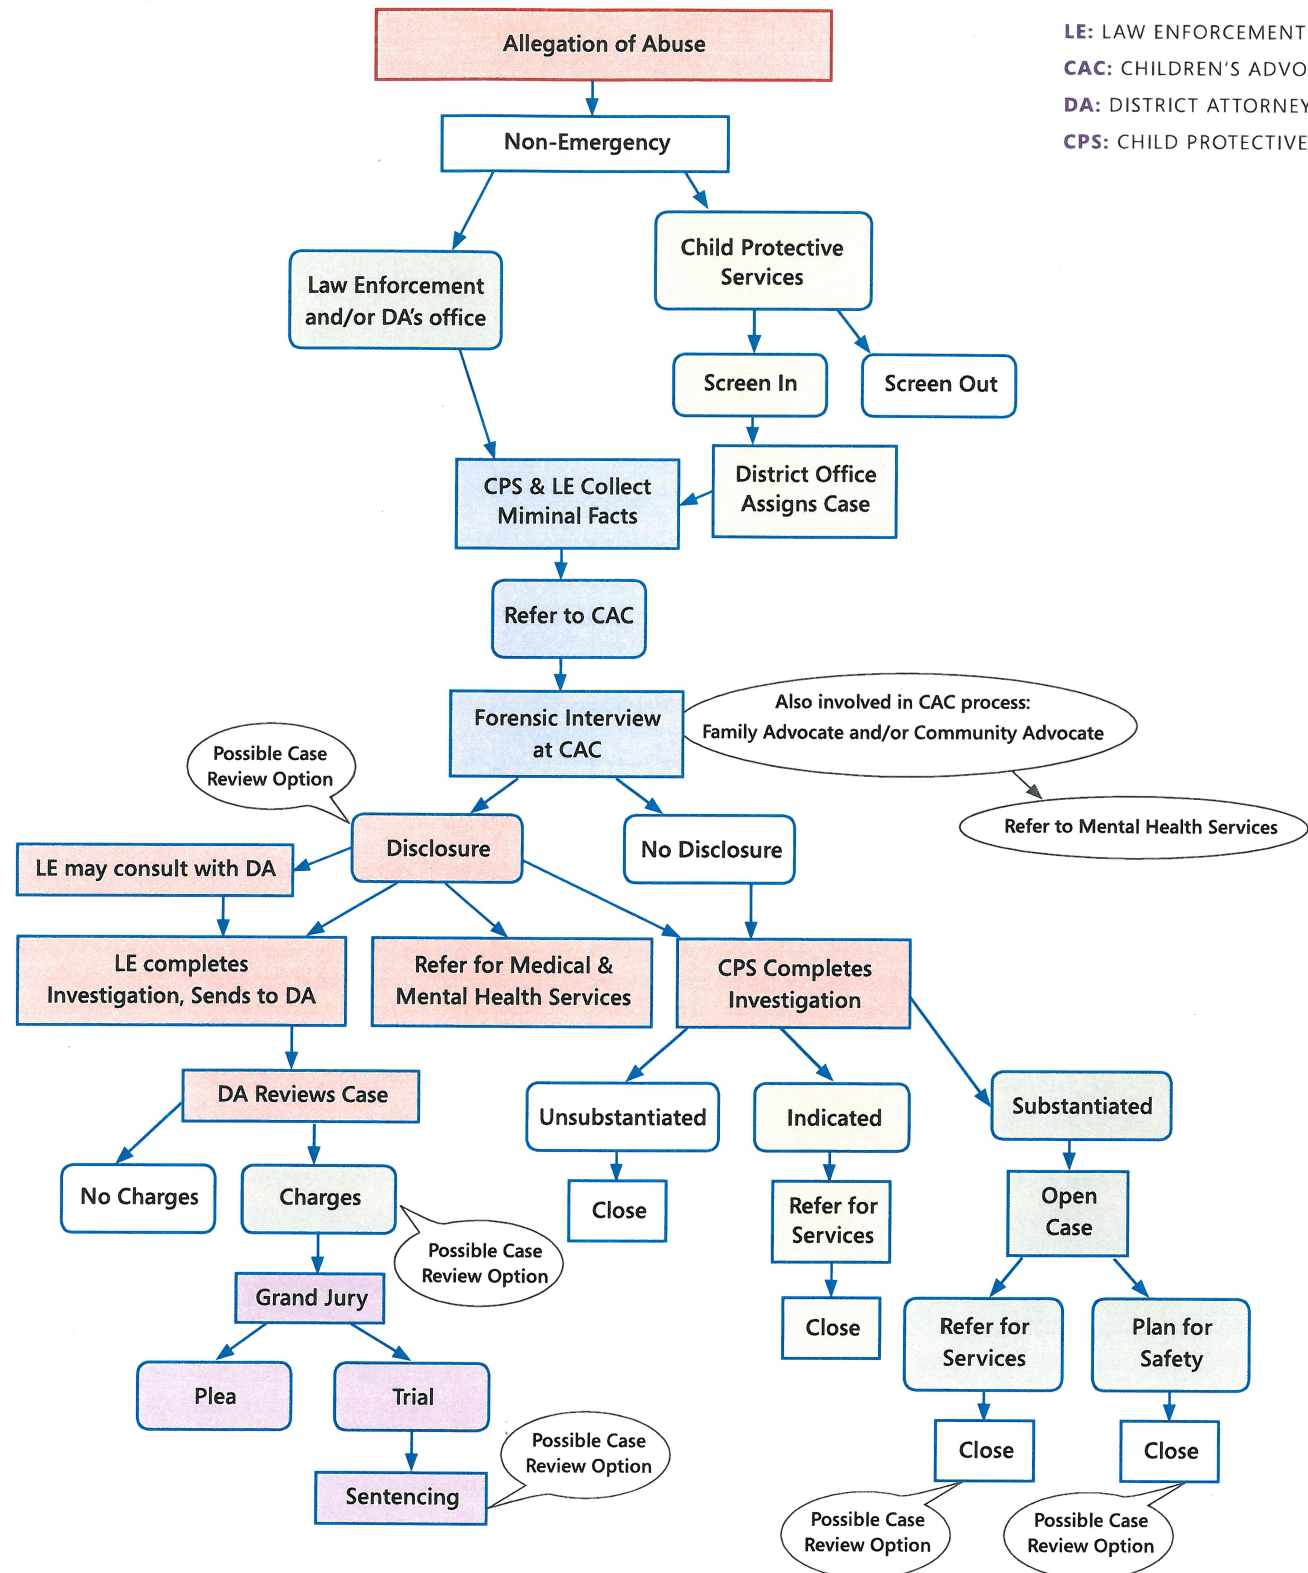 Allegation of Abuse
LE: LAW ENFORCEMENT
CAC: CHILDREN'S ADVO
DA: DISTRICT ATTORNEY
CPS: CHILD PROTECTIVE
Non-Emergency
Law Enforcement
and/or DA's office
Child Protective
Services
Screen In
Screen Out
CPS & LE Collect
Miminal Facts
District Office
Assigns Case
Refer to CAC
Forensic Interview
at CAC
Also involved in CAC process:
Family Advocate and/or Community Advocate
Refer to Mental Health Services
Possible Case
Review Option
Disclosure
No Disclosure
LE may consult with DA
LE completes
Investigation, Sends to DA
Refer for Medical &
Mental Health Services
CPS Completes
Investigation
DA Reviews Case
Unsubstantiated
Indicated
Substantiated
No Charges
Charges
Possible Case
Review Option
Close
Refer for
Services
Close
Open
Case
Grand Jury
Plea
Trial
Sentencing
Possible Case
Review Option
Refer for
Services
Plan for
Safety
Close
Close
Possible Case
Review Option
Possible Case
Review Option